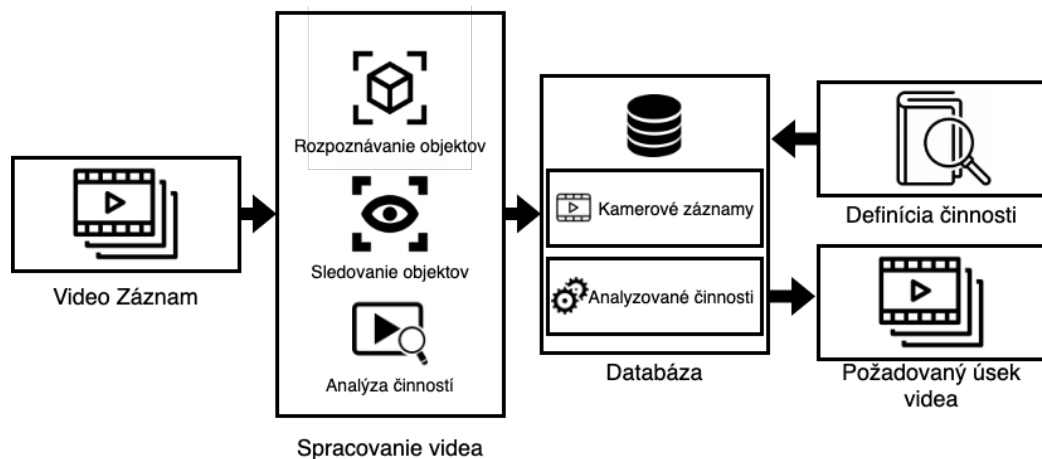 Video Záznam
Rozpoznávanie objektov
Sledovanie objektov
Analýza činností
Spracovanie videa
Kamerové záznamy
Analyzované činnosti
Databáza
Definícia činnosti
Požadovaný úsek
videa